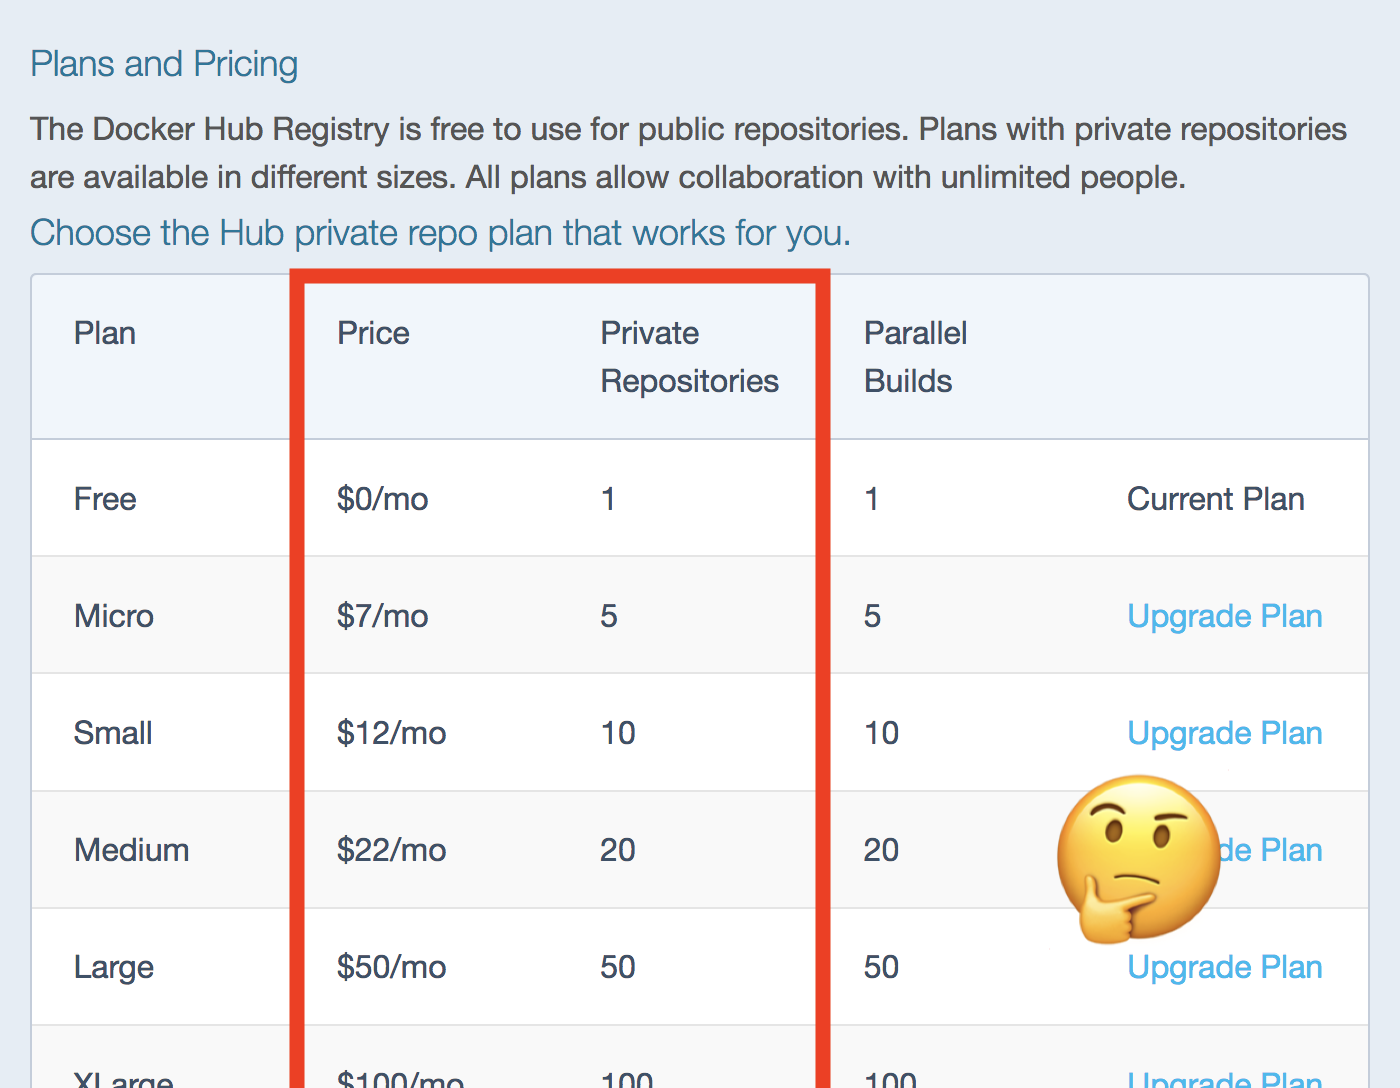 Plans and Pricing
The Docker Hub Registry is free to use for public repositories. Plans with private repositories
are available in different sizes. All plans allow collaboration with unlimited people.
Choose the Hub private repo plan that works for you.
Plan Price Private Repositories Parallel Builds
Free $0/mo 1 1 Current Plan
Micro $7/mo 5 5 Upgrade Plan
Small $12/mo 10 10 Upgrade Plan
Medium $22/mo 20 20 Plan
Large $50/mo 50 50 Upgrade Plan
XLarge $100/mo 100 100 Upgrade Plan